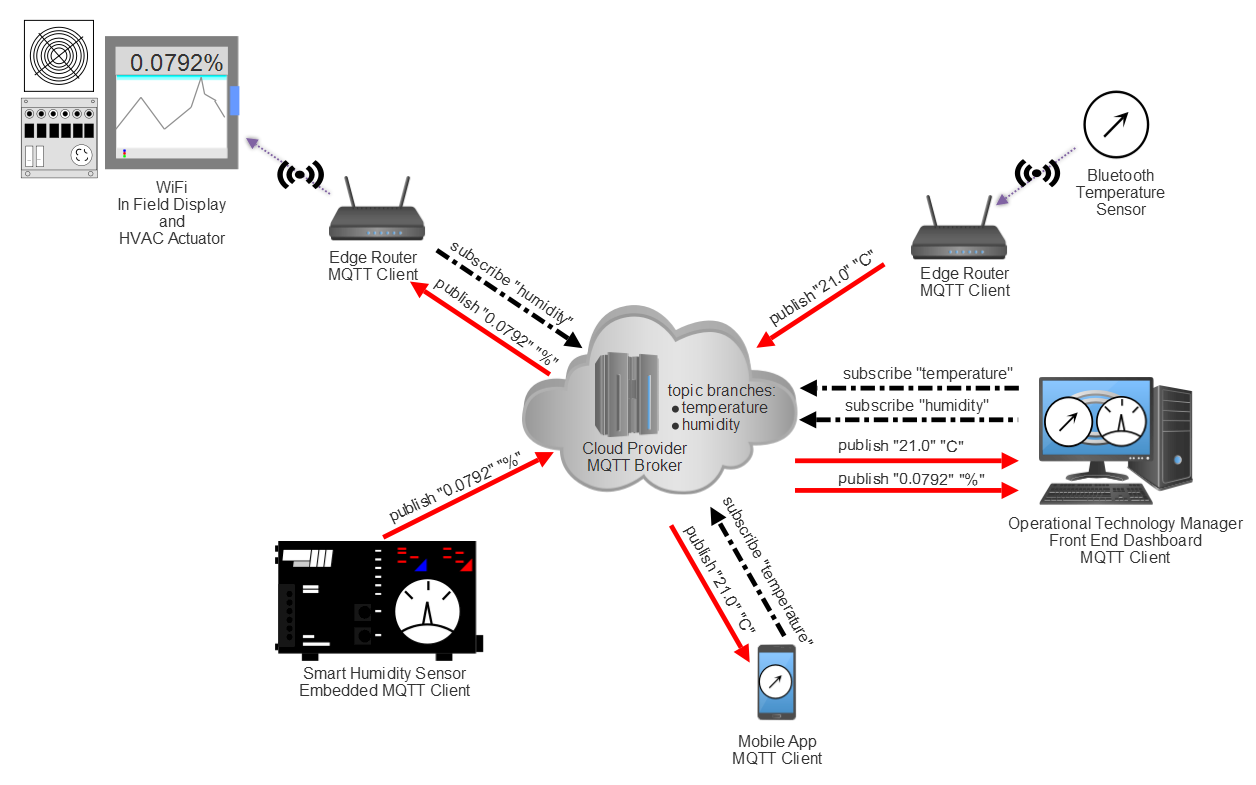 0.0792%
WiFi
In Field Display
and
HVAC Actuator
Edge Router
MQTT Client
subscribe "humidity"
publish "0.0792" "%"
Bluetooth
Temperature
Sensor
Edge Router
MQTT Client
publish "21.0" "C"
topic branches:
● temperature
● humidity
Cloud Provider
MQTT Broker
subscribe "temperature"
subscribe "humidity"
publish "21.0" "C"
publish "0.0792" "%"
Operational Technology Manager
Front End Dashboard
MQTT Client
publish "0.0792" "%"
Smart Humidity Sensor
Embedded MQTT Client
subscribe "temperature"
publish "21.0" "C"
Mobile App
MQTT Client